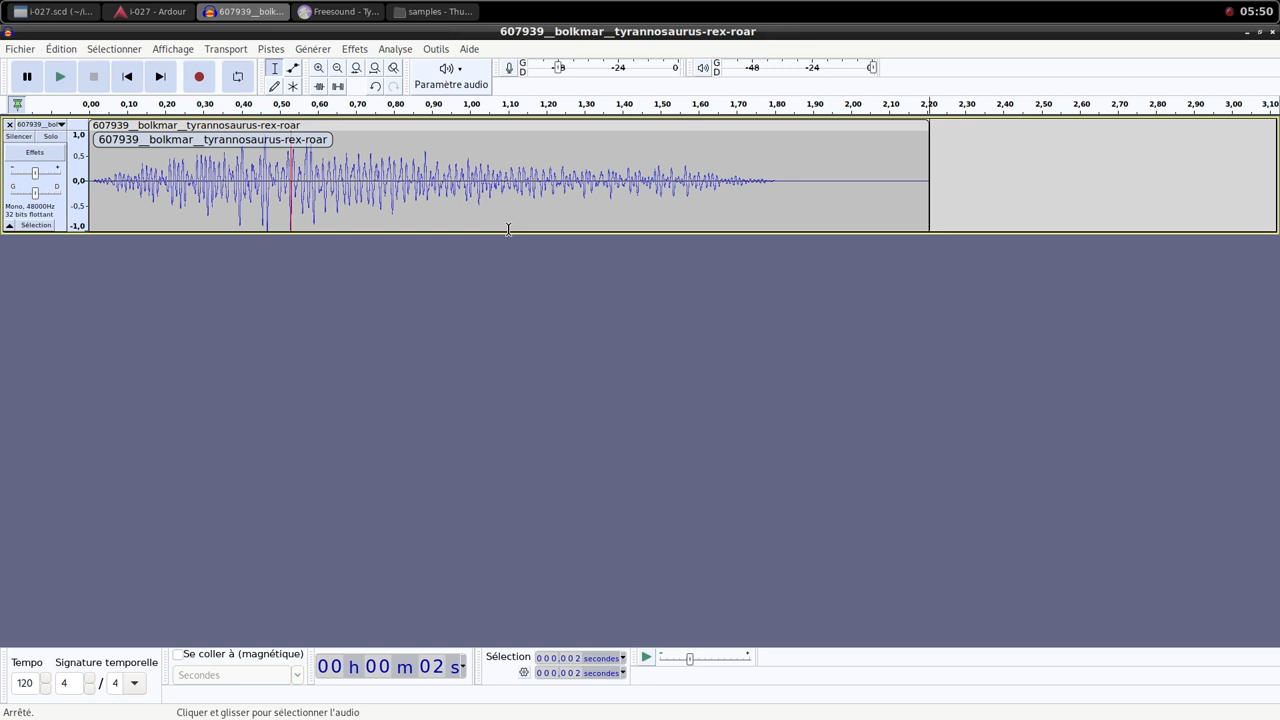 i-027.scd (~/i... i-027 - Ardour 607939__bolk... Freesound - Ty... samples - Thu... 05:50
607939__bolkmar__tyrannosaurus-rex-roar
Fichier Édition Sélectionner Affichage Transport Pistes Générer Effets Analyse Outils Aide
G D -48 -24 0 G D -48 -24 0
Paramètre audio
0,00 0,10 0,20 0,30 0,40 0,50 0,60 0,70 0,80 0,90 1,00 1,10 1,20 1,30 1,40 1,50 1,60 1,70 1,80 1,90 2,00 2,10 2,20 2,30 2,40 2,50 2,60 2,70 2,80 2,90 3,00 3,10
607939__bol 607939__bolkmar__tyrannosaurus-rex-roar
Silencer Solo 1,0 607939__bolkmar__tyrannosaurus-rex-roar
Effets 0,5
- +
0,0
G D
Mono, 48000Hz -0,5
32 bits flottant
Sélection -1,0
Tempo Signature temporelle Se coller à (magnétique) 00 h 00 m 02 s Sélection 0 0 0,0 0 2 secondes - +
120 4 / 4 Secondes 0 0 0,0 0 2 secondes
Arrêté. Cliquer et glisser pour sélectionner l'audio